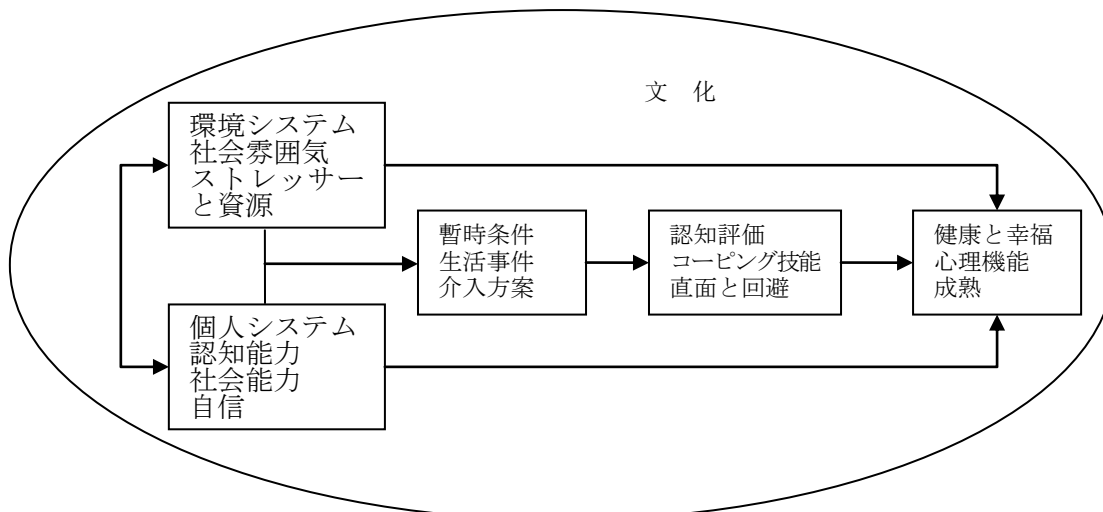 文 化
環境システム
社会雰囲気
ストレッサー
と資源
暫時条件
生活事件
介入方案
認知評価
コーピング技能
直面と回避
健康と幸福
心理機能
成熟
個人システム
認知能力
社会能力
自信